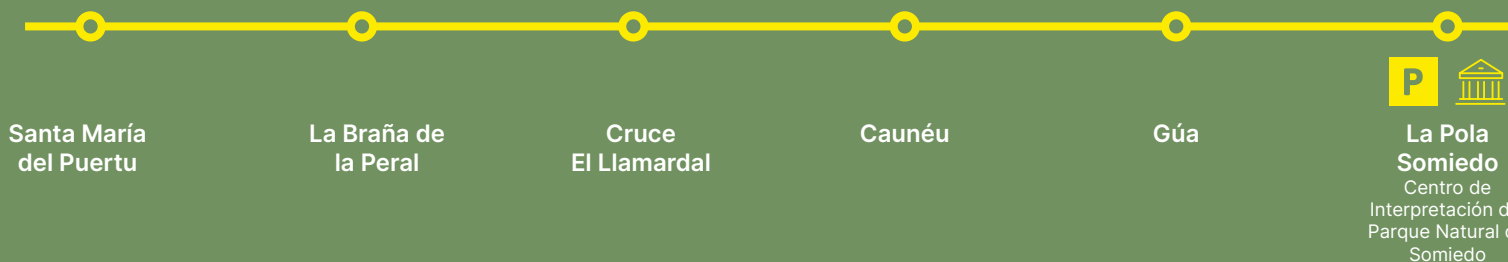 P
Santa María
del Puertu
La Braña de
la Peral
Cruce
El Llamardal
Caunéu
Gúa
La Pola
Somiedo
Centro de
Interpretación
Parque Natural
Somiedo